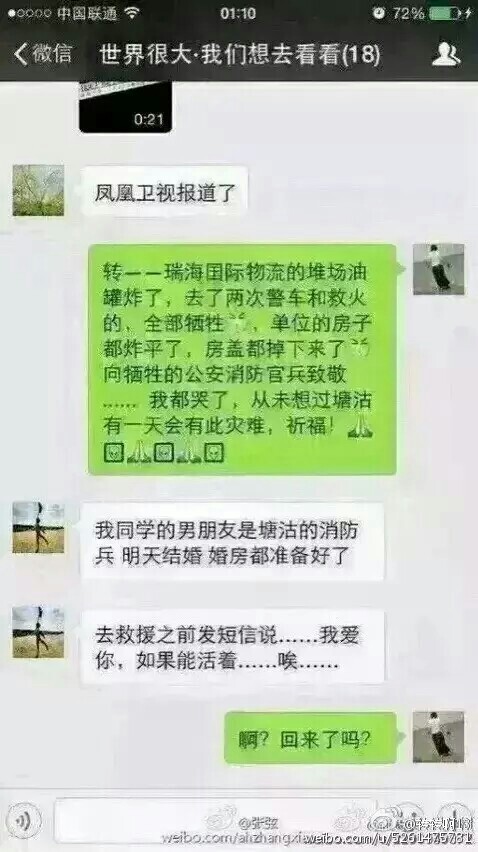 中国联通
01:10
72%
微信
世界很大·我们想去看看(18)
0:21
凤凰卫视报道了
转——瑞海国际物流的堆场油
罐炸了，去了两次警车和救火
的，全部牺牲🙏，单位的房子
都炸平了，房盖都掉下来了🙏
向牺牲的公安消防官兵致敬
...... 我都哭了，从未想过塘沽
有一天会有此灾难，祈福！🙏
🙏🙏
我同学的男朋友是塘沽的消防
兵 明天结婚 婚房都准备好了
去救援之前发短信说......我爱
你，如果能活着......唉......
啊？回来了吗？
@张弦
weibo.com/ahzhangxia
weibo.com/u/5261475731